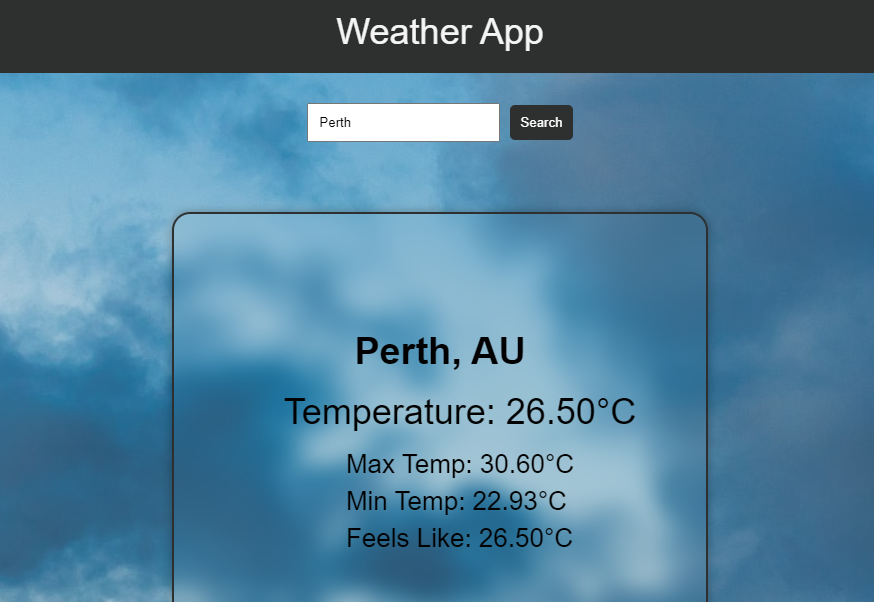 Weather App
Perth
Search
Perth, AU
Temperature: 26.50°C
Max Temp: 30.60°C
Min Temp: 22.93°C
Feels Like: 26.50°C